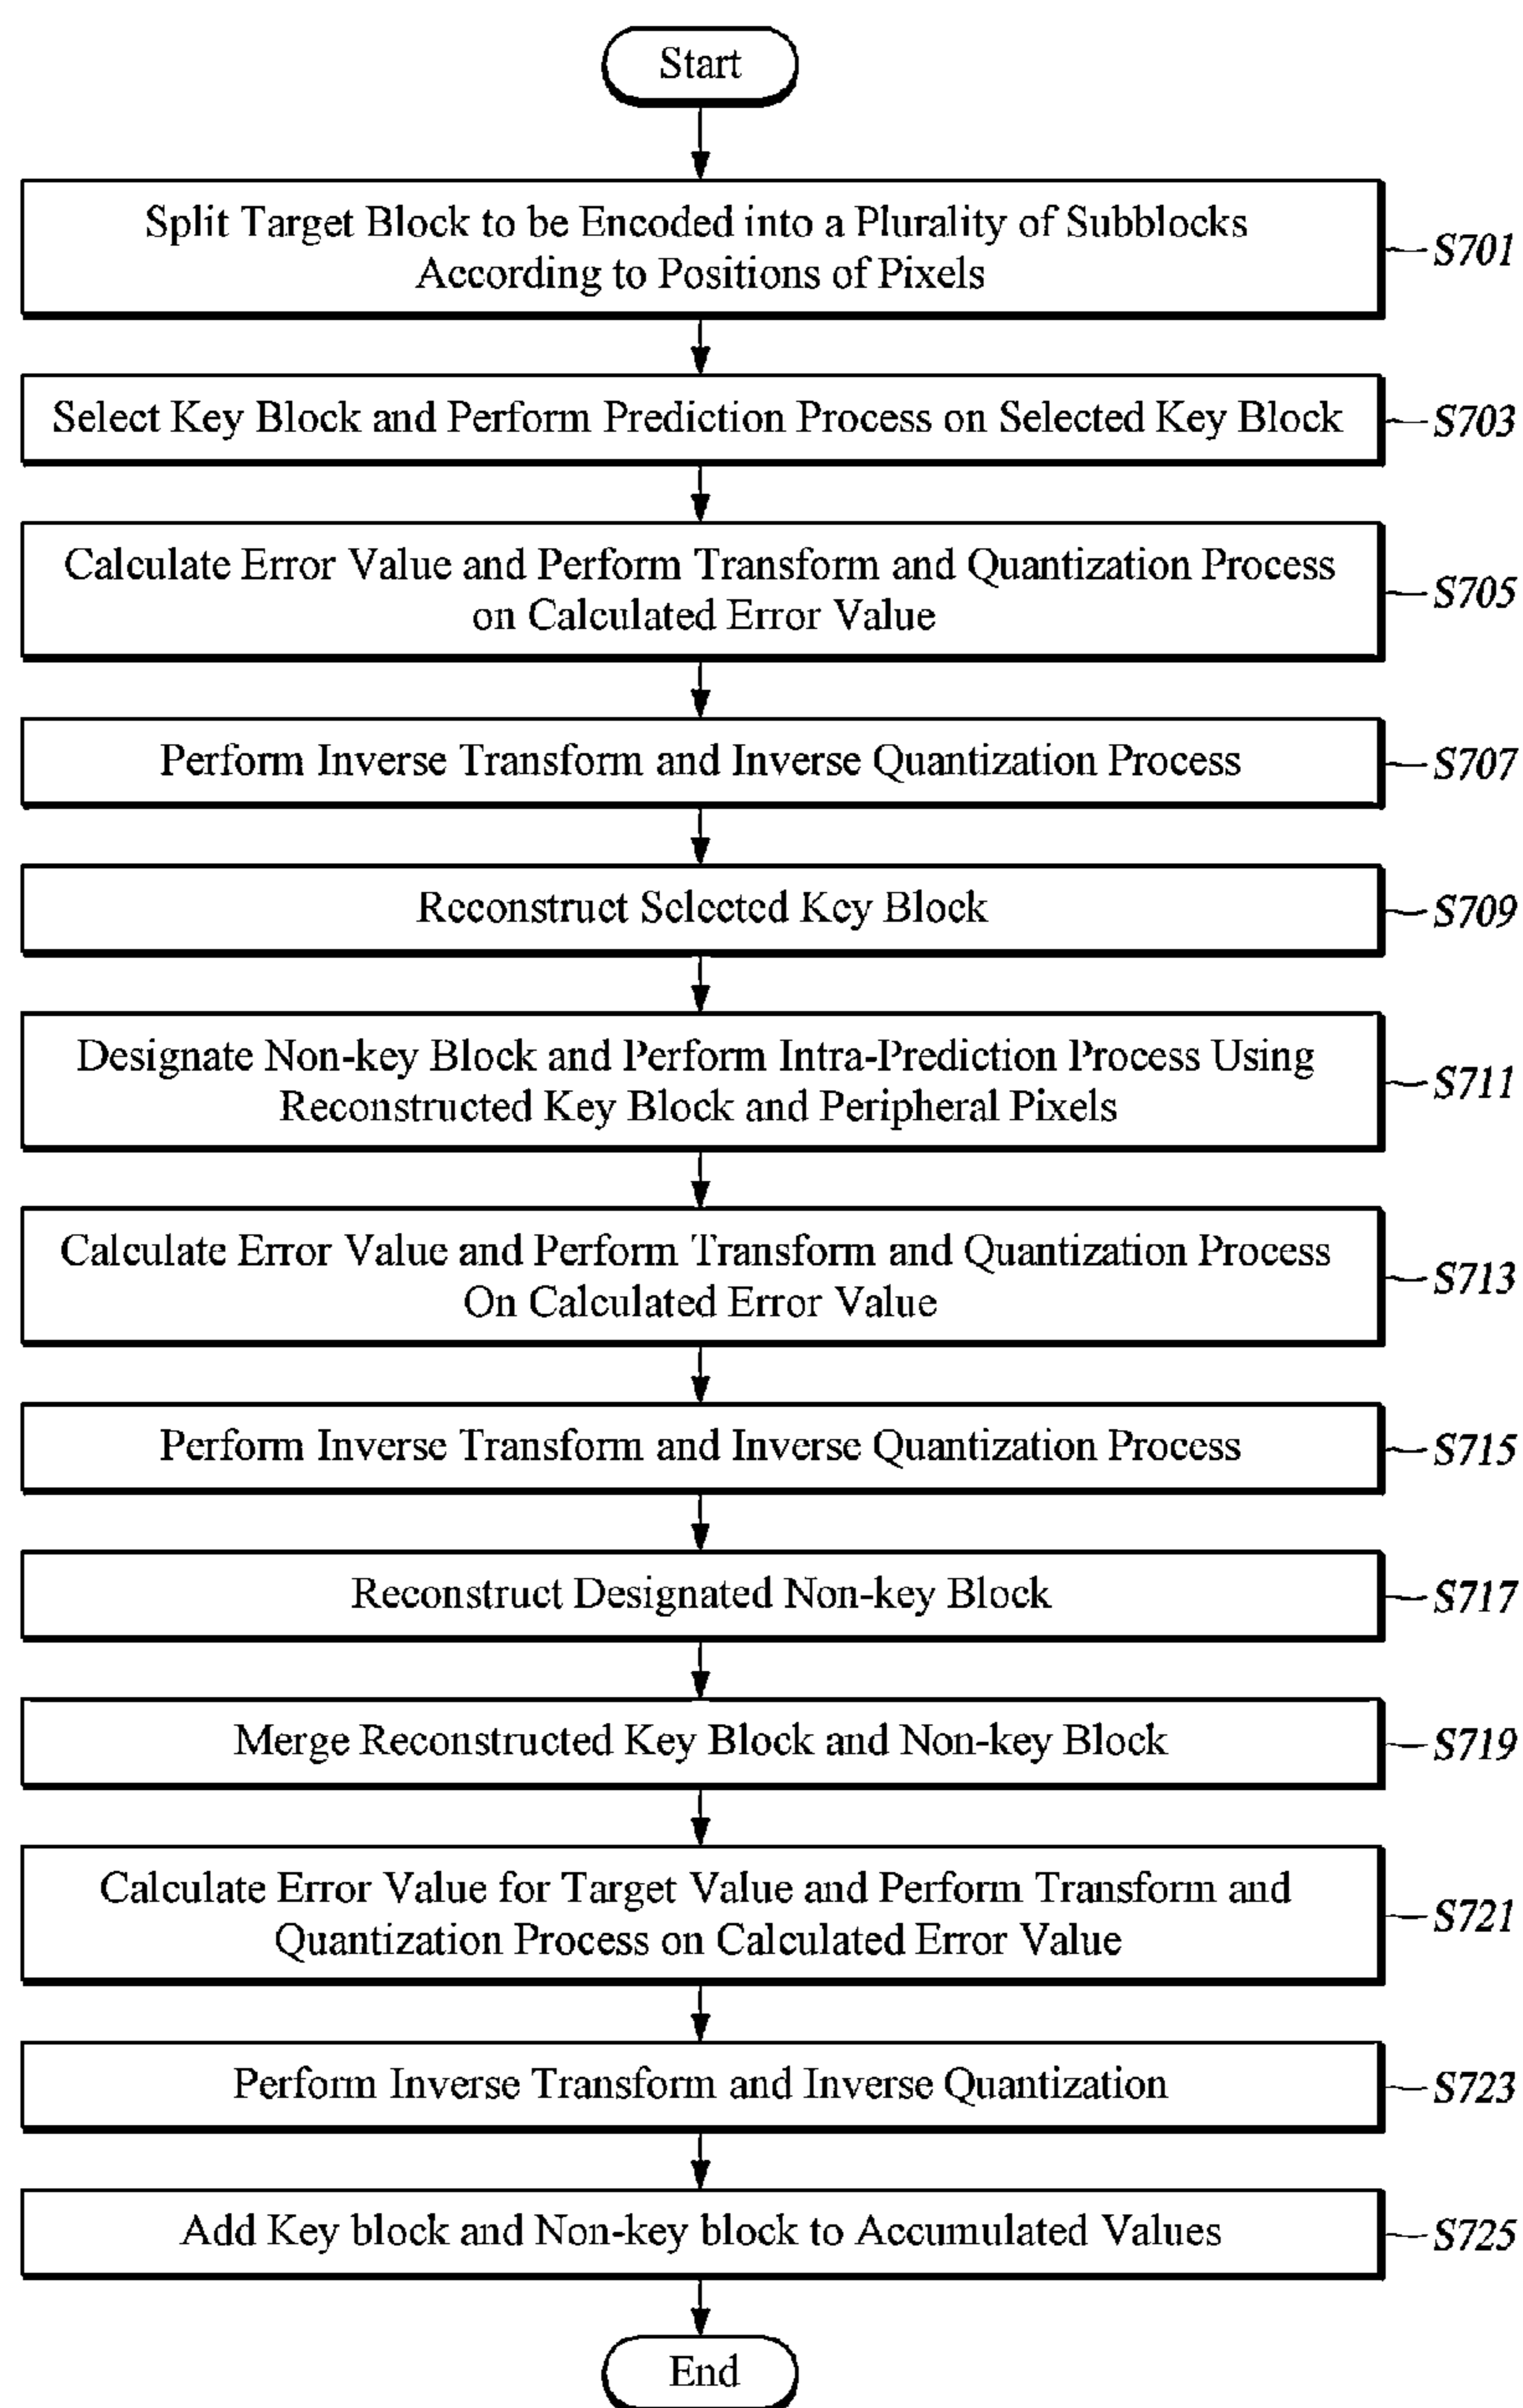 Start
Split Target Block to be Encoded into a Plurality of Subblocks
According to Positions of Pixels
S701
Select Key Block and Perform Prediction Process on Selected Key Block
S703
Calculate Error Value and Perform Transform and Quantization Process
on Calculated Error Value
S705
Perform Inverse Transform and Inverse Quantization Process
S707
Reconstruct Selected Key Block
S709
Designate Non-key Block and Perform Intra-Prediction Process Using
Reconstructed Key Block and Peripheral Pixels
S711
Calculate Error Value and Perform Transform and Quantization Process
On Calculated Error Value
S713
Perform Inverse Transform and Inverse Quantization Process
S715
Reconstruct Designated Non-key Block
S717
Merge Reconstructed Key Block and Non-key Block
S719
Calculate Error Value for Target Value and Perform Transform and
Quantization Process on Calculated Error Value
S721
Perform Inverse Transform and Inverse Quantization
S723
Add Key block and Non-key block to Accumulated Values
S725
End